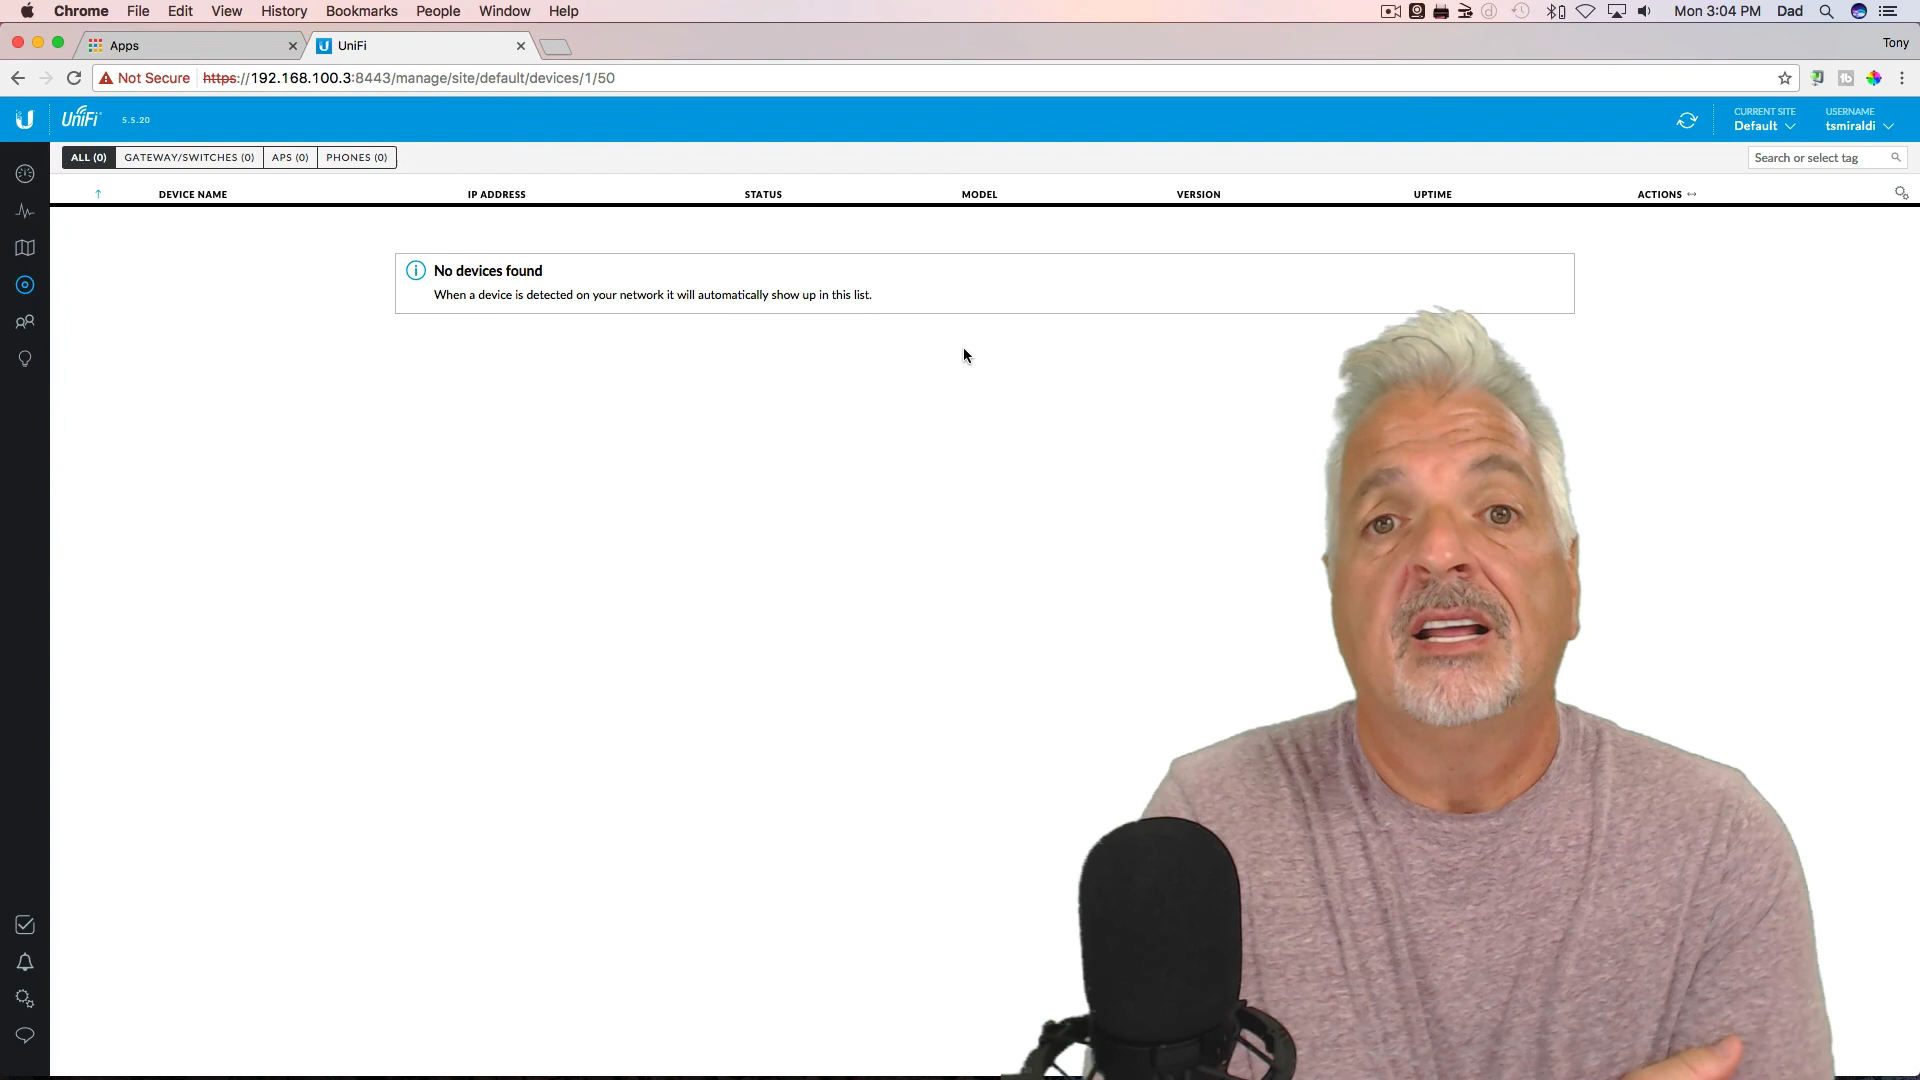 Chrome File Edit View History Bookmarks People Window Help Mon 3:04 PM Dad
Apps UniFi Tony
Not Secure https://192.168.100.3:8443/manage/site/default/devices/1/50
UniFi 5.5.20 CURRENT SITE USERNAME
Default tsmiraldi
ALL (0) GATEWAY/SWITCHES (0) APS (0) PHONES (0) Search or select tag
DEVICE NAME IP ADDRESS STATUS MODEL VERSION UPTIME ACTIONS
No devices found
When a device is detected on your network it will automatically show up in this list.